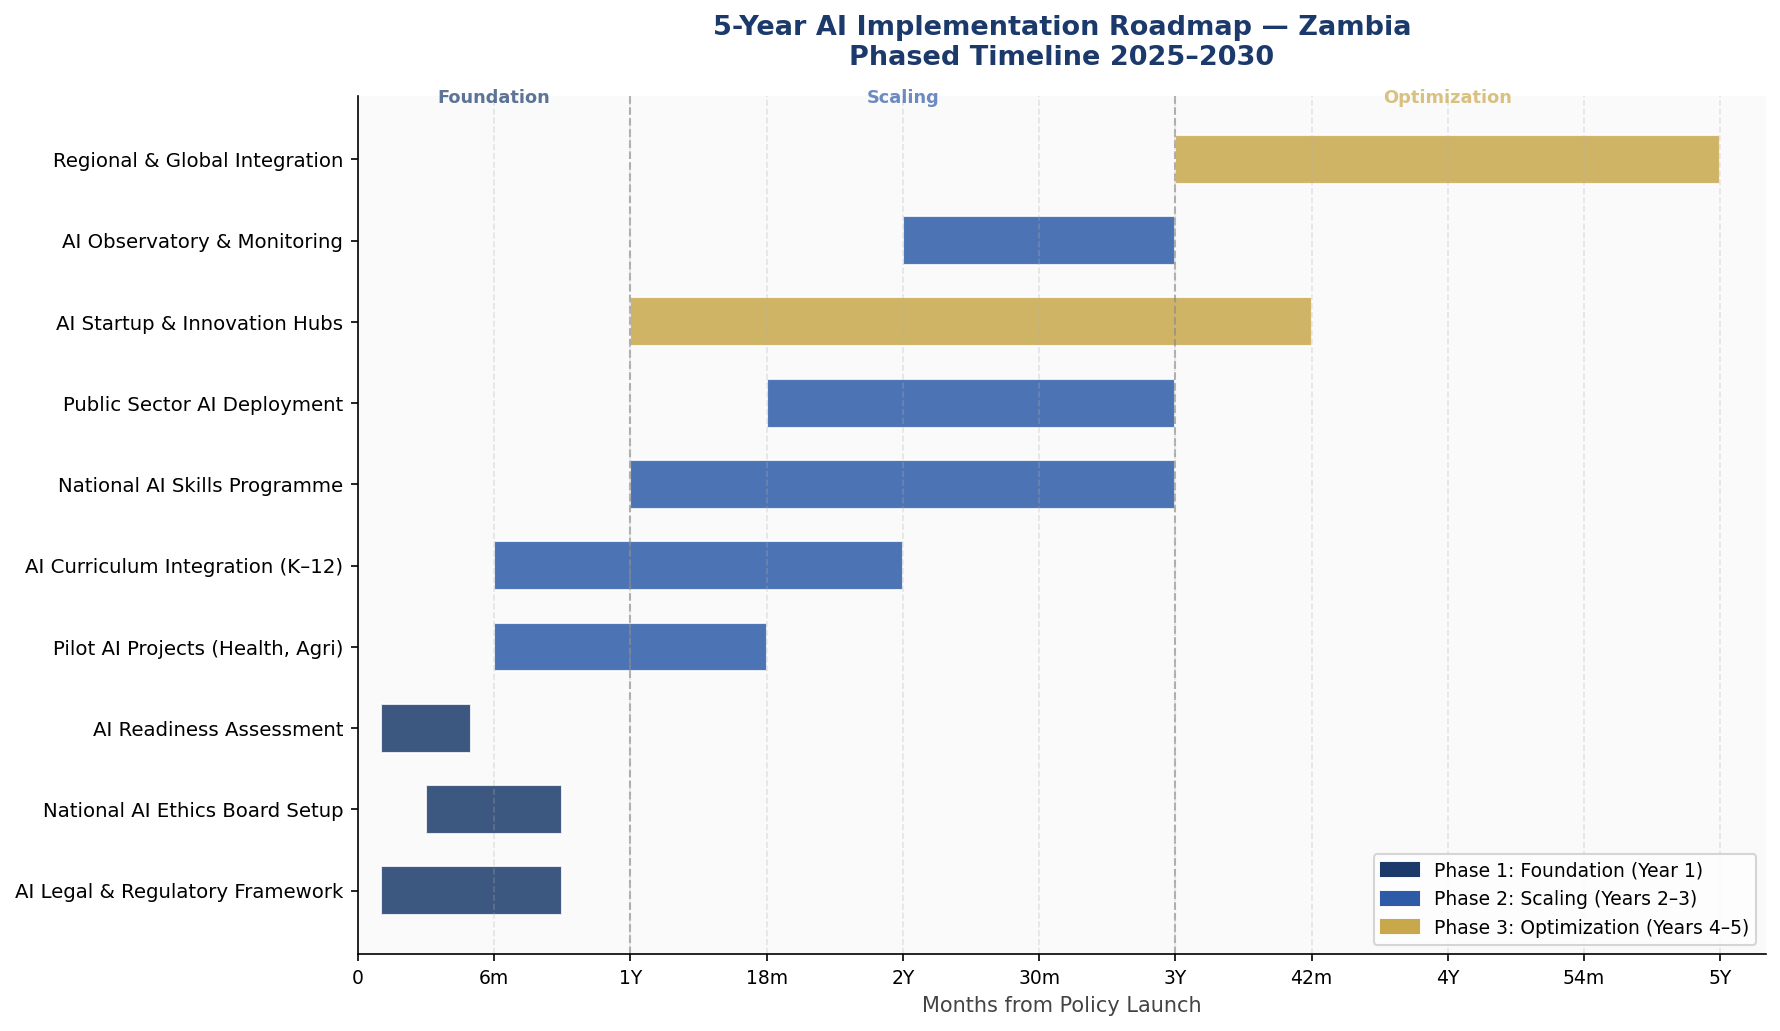 5-Year AI Implementation Roadmap — Zambia
Phased Timeline 2025–2030
Foundation
Scaling
Optimization
Regional & Global Integration
AI Observatory & Monitoring
AI Startup & Innovation Hubs
Public Sector AI Deployment
National AI Skills Programme
AI Curriculum Integration (K–12)
Pilot AI Projects (Health, Agri)
AI Readiness Assessment
National AI Ethics Board Setup
AI Legal & Regulatory Framework
Phase 1: Foundation (Year 1)
Phase 2: Scaling (Years 2–3)
Phase 3: Optimization (Years 4–5)
0 6m 1Y 18m 2Y 30m 3Y 42m 4Y 54m 5Y
Months from Policy Launch